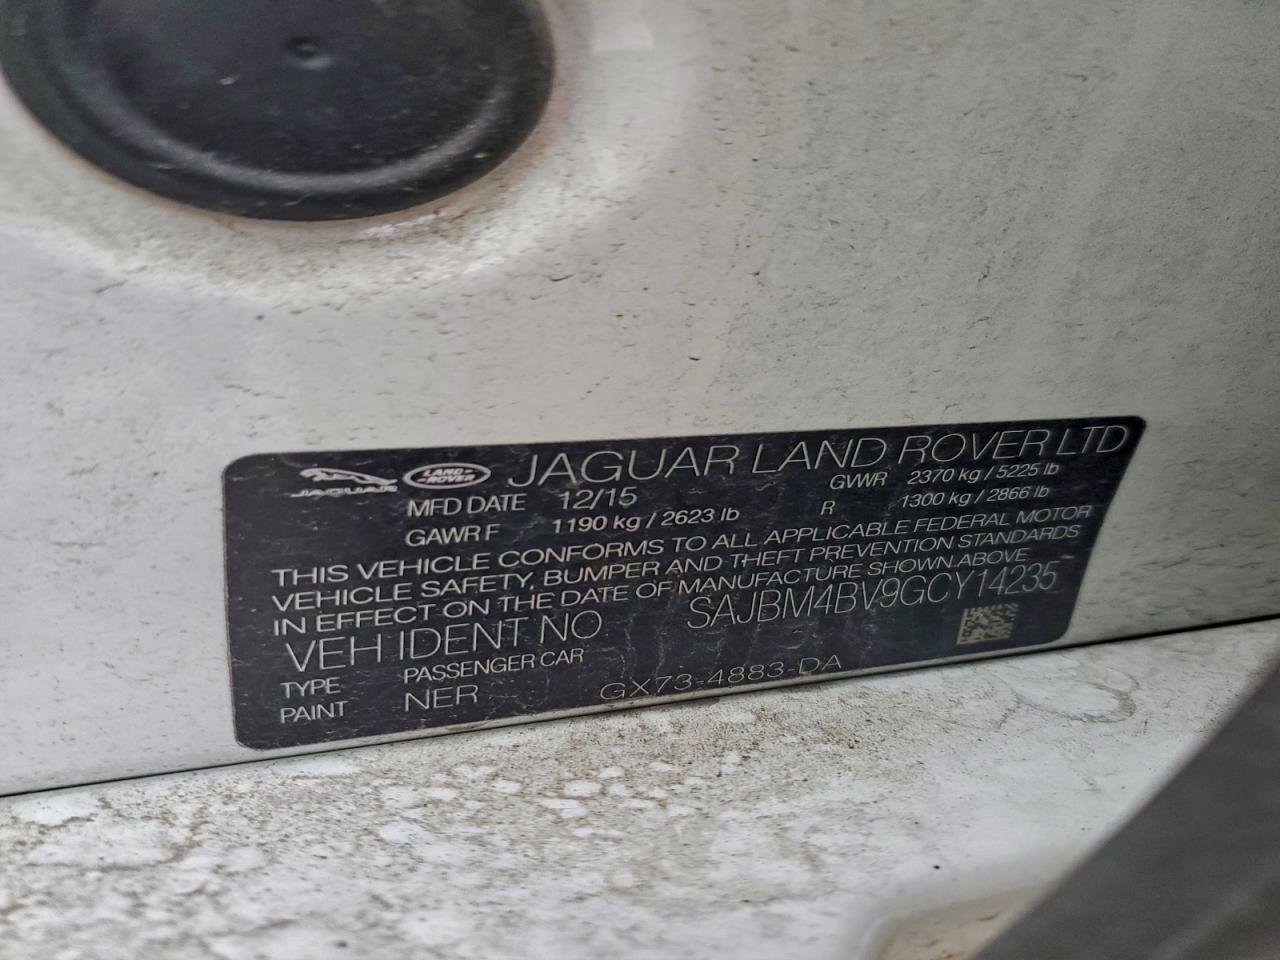 JAGUAR LAND-ROVER JAGUAR LAND ROVER LTD
MFD DATE 12/15 GVWR 2370 kg / 5225 lb
GAWR F 1190 kg / 2623 lb R 1300 kg / 2866 lb
THIS VEHICLE CONFORMS TO ALL APPLICABLE FEDERAL MOTOR
VEHICLE SAFETY, BUMPER AND THEFT PREVENTION STANDARDS
IN EFFECT ON THE DATE OF MANUFACTURE SHOWN ABOVE
VEH IDENT NO SAJBM4BV9GCY14235
TYPE PASSENGER CAR
PAINT NER GX73-4883-DA